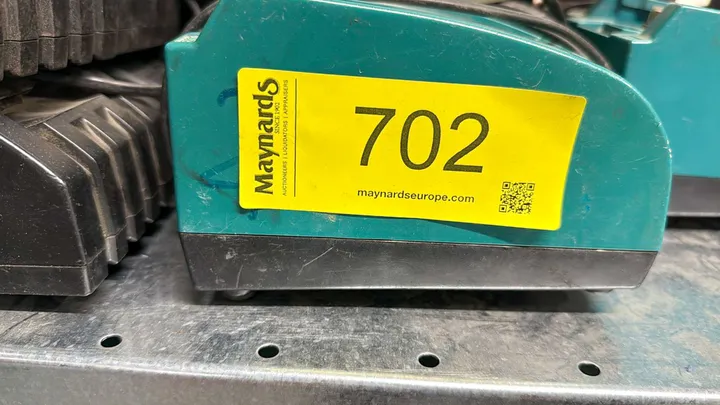 Maynards
SINCE 1902
AUCTIONEERS | LIQUIDATORS | APPRAISERS
702
maynardseurope.com